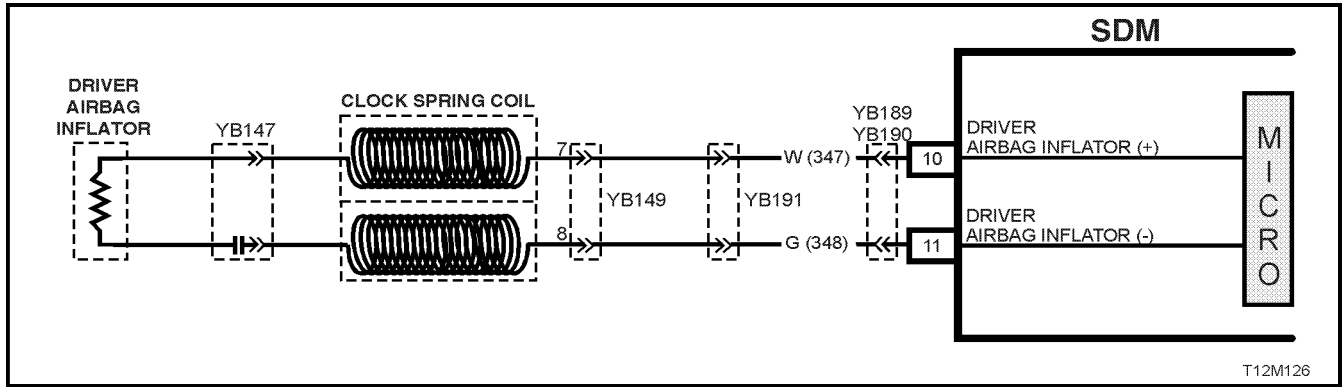 SDM
DRIVER
AIRBAG
INFLATOR
YB147
CLOCK SPRING COIL
7
8
YB149
YB191
W (347)
G (348)
YB189
YB190
10
11
DRIVER
AIRBAG INFLATOR (+)
DRIVER
AIRBAG INFLATOR (-)
MICRO
T12M126